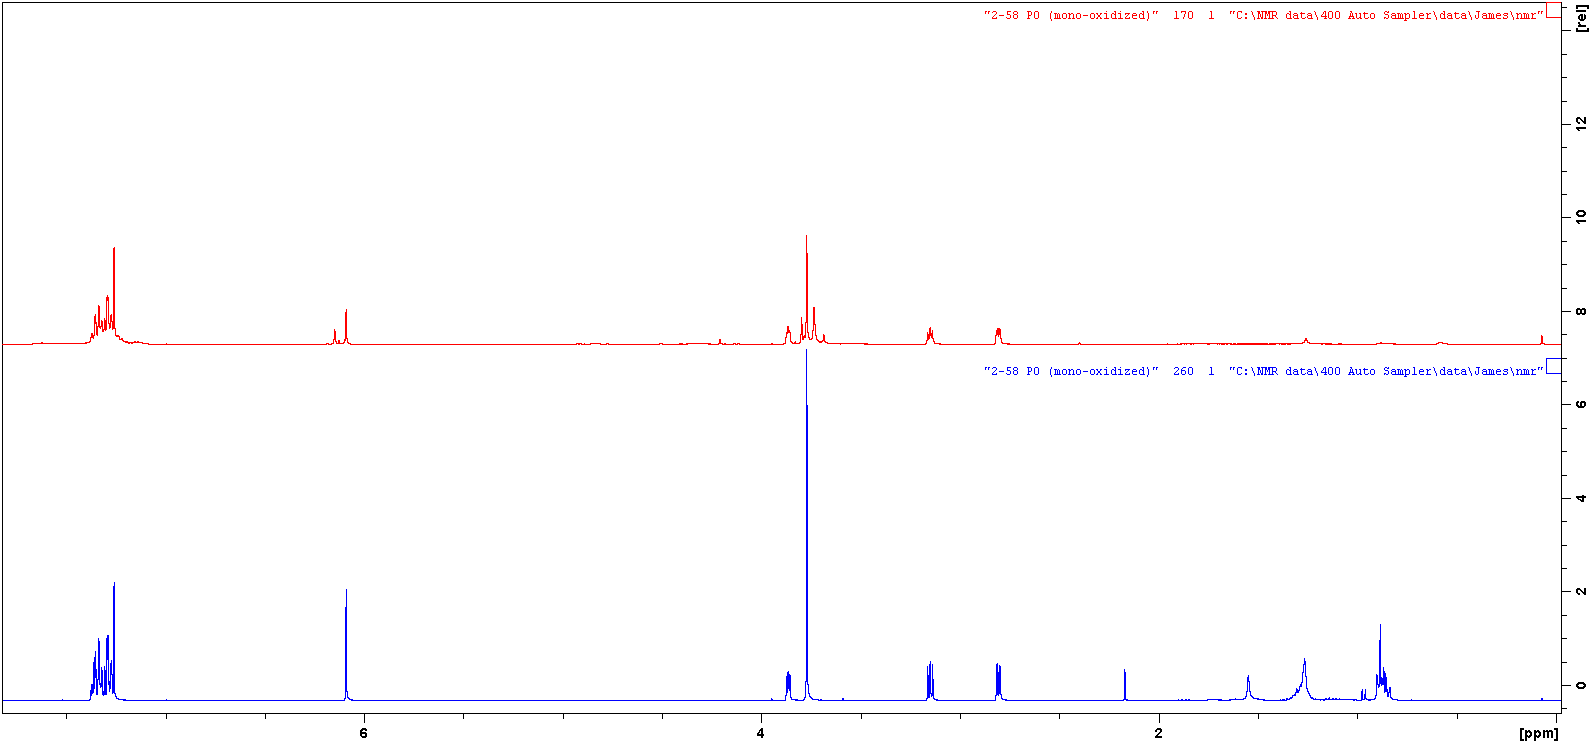 "2-58 PO (mono-oxidized)" 170 1 "C:\NMR data\400 Auto Sampler\data\James\nmr"
[rel]
12
10
8
"2-58 PO (mono-oxidized)" 260 1 "C:\NMR data\400 Auto Sampler\data\James\nmr"
6
4
2
0
6 4 2 [ppm]